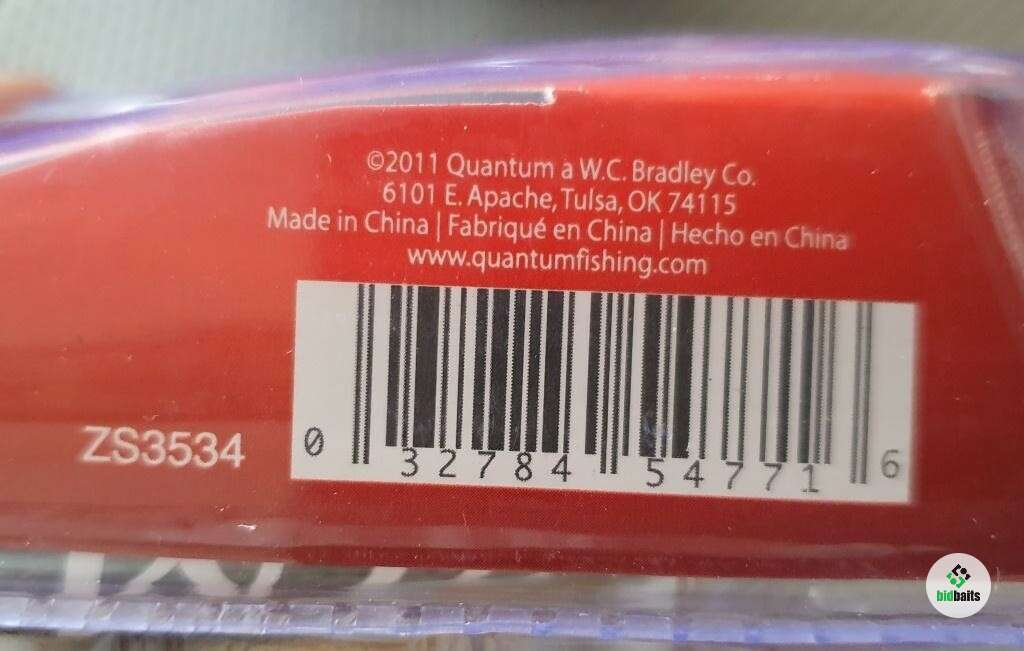 ©2011 Quantum a W.C. Bradley Co.
6101 E. Apache, Tulsa, OK 74115
Made in China | Fabriqué en China | Hecho en China
www.quantumfishing.com
ZS3534
0 32784 54771 6
bidbaits